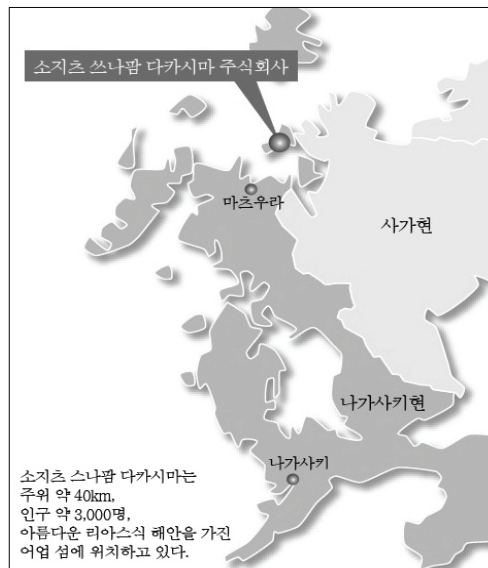 소지츠 쓰나팜 다카시마 주식회사
마츠우라
사가현
나가사키현
나가사키
소지츠 스나팜 다카시마는
주위 약 40km,
인구 약 3,000명,
아름다운 리아스식 해안을 가진
어업 섬에 위치하고 있다.